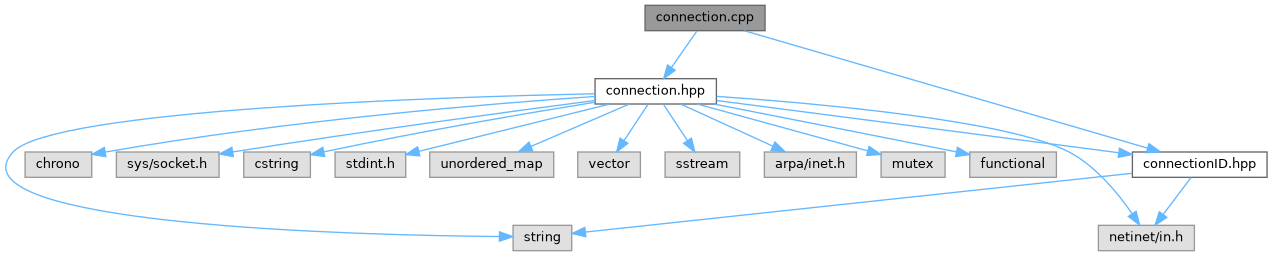 connection.cpp
connection.hpp
chrono
sys/socket.h
cstring
stdint.h
unordered_map
vector
sstream
arpa/inet.h
mutex
functional
connectionID.hpp
string
netinet/in.h